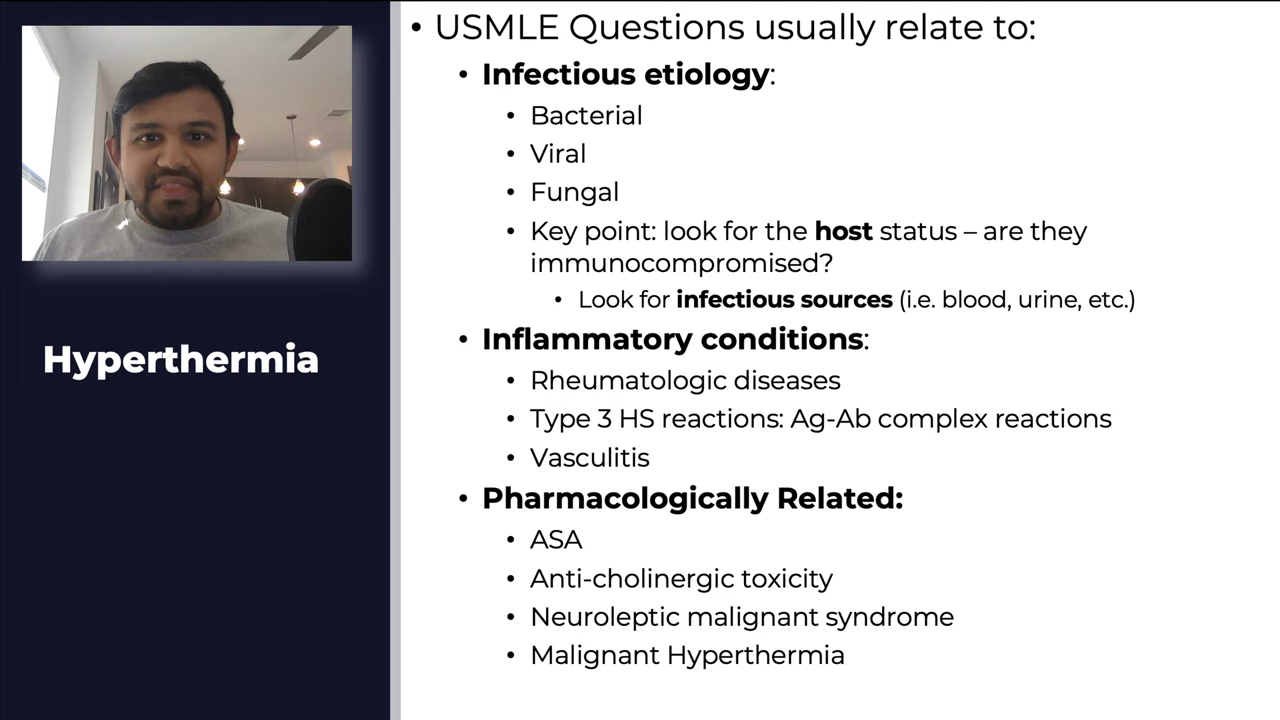 Hyperthermia
• USMLE Questions usually relate to:
• Infectious etiology:
• Bacterial
• Viral
• Fungal
• Key point: look for the host status – are they
immunocompromised?
• Look for infectious sources (i.e. blood, urine, etc.)
• Inflammatory conditions:
• Rheumatologic diseases
• Type 3 HS reactions: Ag-Ab complex reactions
• Vasculitis
• Pharmacologically Related:
• ASA
• Anti-cholinergic toxicity
• Neuroleptic malignant syndrome
• Malignant Hyperthermia